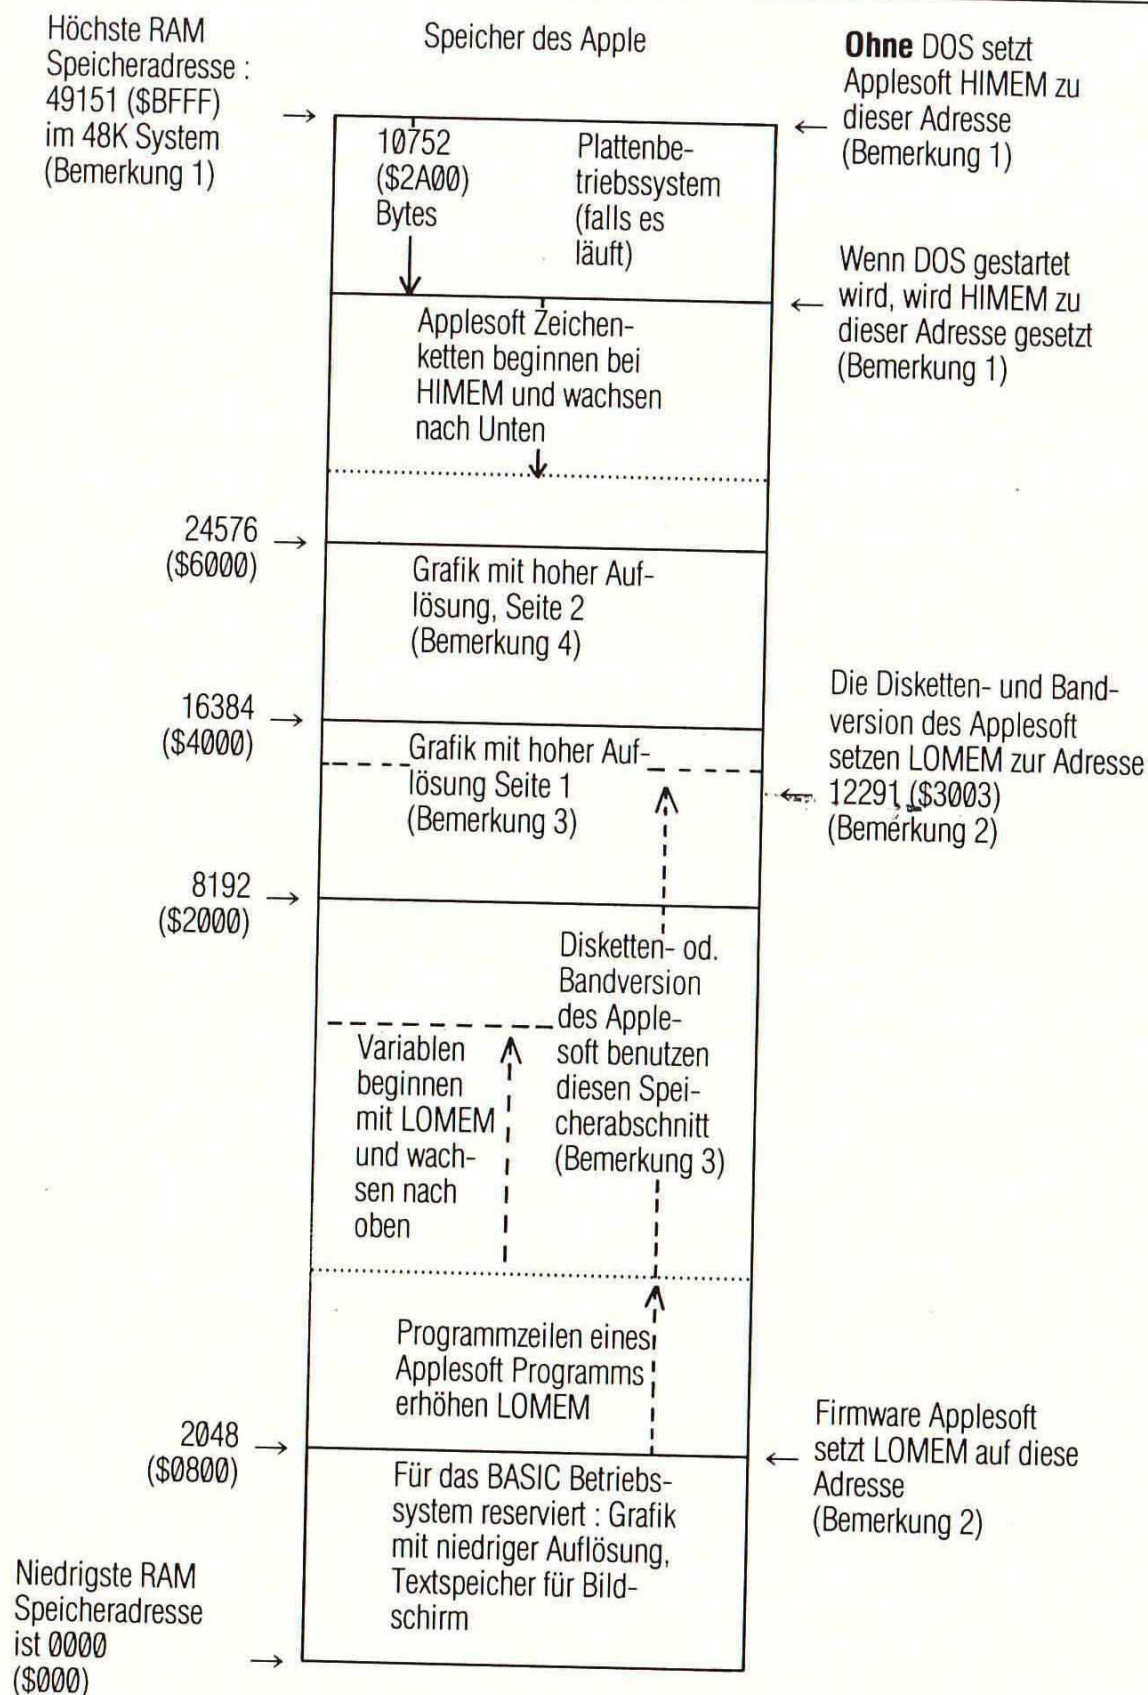 Höchste RAM
Speicheradresse :
49151 ($BFFF)
im 48K System
(Bemerkung 1)
Speicher des Apple
Ohne DOS setzt
Applesoft HIMEM zu
dieser Adresse
(Bemerkung 1)
10752
($2A00)
Bytes
Plattenbe-
triebssystem
(falls es
läuft)
Wenn DOS gestartet
wird, wird HIMEM zu
dieser Adresse gesetzt
(Bemerkung 1)
Applesoft Zeichen-
ketten beginnen bei
HIMEM und wachsen
nach Unten
24576
($6000)
Grafik mit hoher Auf-
lösung, Seite 2
(Bemerkung 4)
16384
($4000)
Grafik mit hoher Auf-
lösung Seite 1
(Bemerkung 3)
Die Disketten- und Band-
version des Applesoft
setzen LOMEM zur Adresse
12291 ($3003)
(Bemerkung 2)
8192
($2000)
Disketten- od.
Bandversion
des Apple-
soft benutzen
diesen Spei-
cherabschnitt
(Bemerkung 3)
Variablen
beginnen
mit LOMEM
und wach-
sen nach
oben
Programmzeilen eines
Applesoft Programms
erhöhen LOMEM
2048
($0800)
Firmware Applesoft
setzt LOMEM auf diese
Adresse
(Bemerkung 2)
Für das BASIC Betriebs-
system reserviert : Grafik
mit niedriger Auflösung,
Textspeicher für Bild-
schirm
Niedrigste RAM
Speicheradresse
ist 0000
($000)